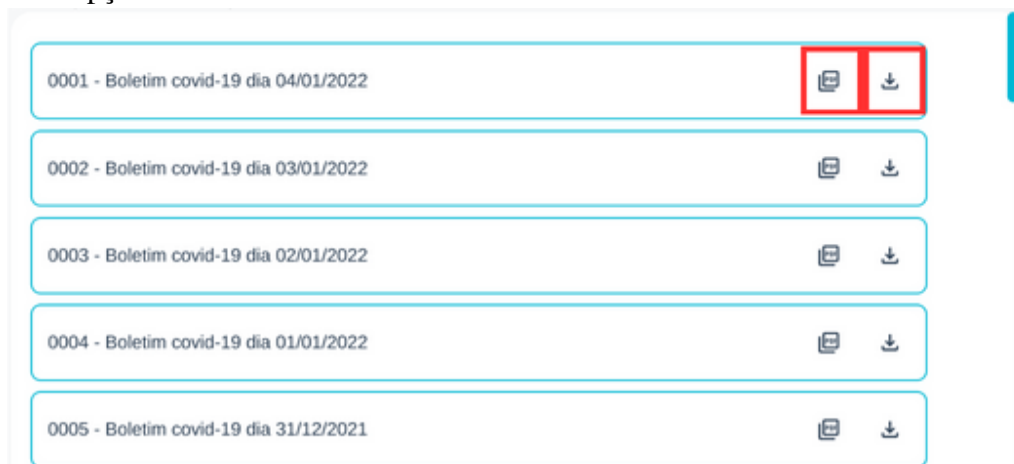 0001 - Boletim covid-19 dia 04/01/2022
0002 - Boletim covid-19 dia 03/01/2022
0003 - Boletim covid-19 dia 02/01/2022
0004 - Boletim covid-19 dia 01/01/2022
0005 - Boletim covid-19 dia 31/12/2021